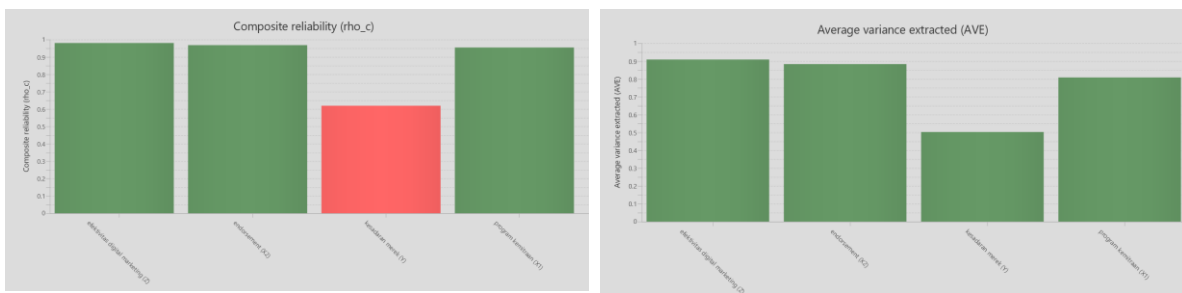 Composite reliability (rho_c)
Composite reliability (rho_c)
1
0.9
0.8
0.7
0.6
0.5
0.4
0.3
0.2
0.1
0
efektivitas digital marketing (Z)
endorsement (X2)
kesadaran merek (Y)
program kemitraan (X1)
Average variance extracted (AVE)
Average variance extracted (AVE)
1
0.9
0.8
0.7
0.6
0.5
0.4
0.3
0.2
0.1
0
efektivitas digital marketing (Z)
endorsement (X2)
kesadaran merek (Y)
program kemitraan (X1)